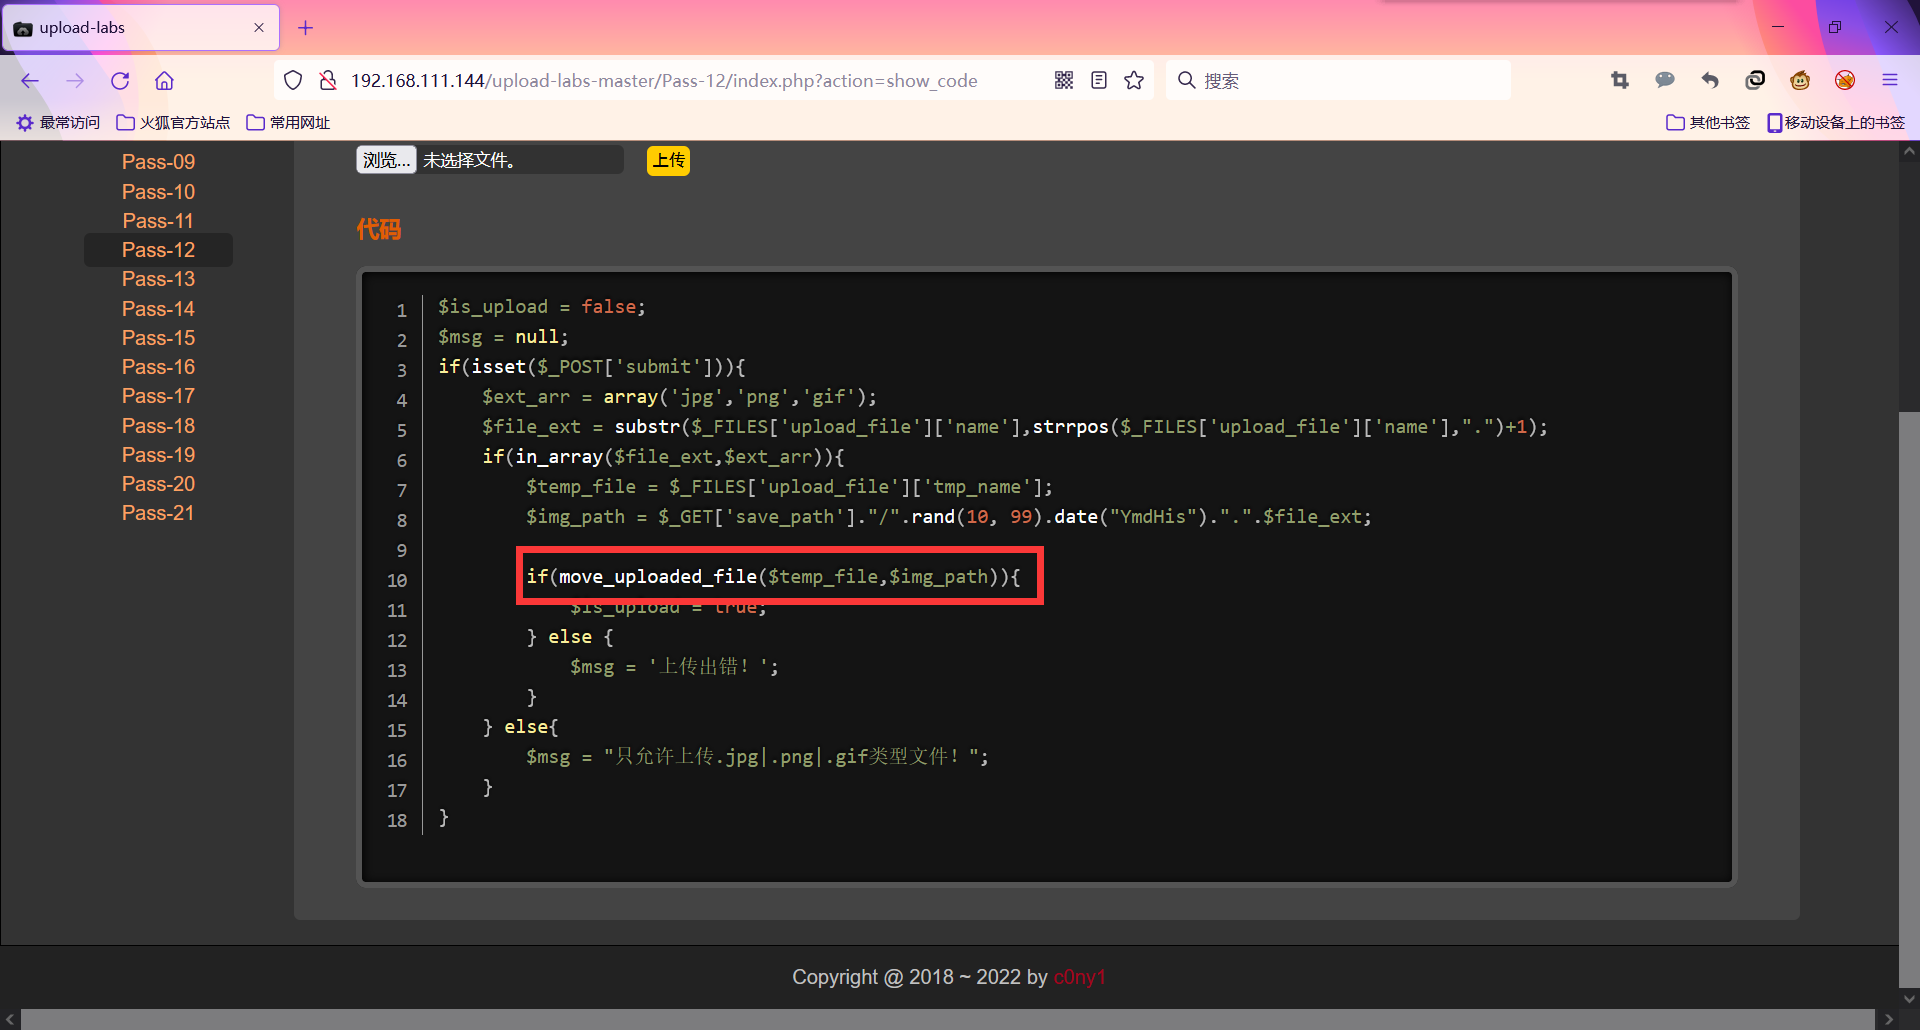 upload-labs
192.168.111.144/upload-labs-master/Pass-12/index.php?action=show_code
搜索
最常访问 火狐官方站点 常用网址 其他书签 移动设备上的书签
Pass-09
Pass-10
Pass-11
Pass-12
Pass-13
Pass-14
Pass-15
Pass-16
Pass-17
Pass-18
Pass-19
Pass-20
Pass-21
浏览... 未选择文件。 上传
代码
1 $is_upload = false;
2 $msg = null;
3 if(isset($_POST['submit'])){
4     $ext_arr = array('jpg','png','gif');
5     $file_ext = substr($_FILES['upload_file']['name'],strrpos($_FILES['upload_file']['name'],".")+1);
6     if(in_array($file_ext,$ext_arr)){
7         $temp_file = $_FILES['upload_file']['tmp_name'];
8         $img_path = $_GET['save_path']."/".rand(10, 99).date("YmdHis").".".$file_ext;
9
10         if(move_uploaded_file($temp_file,$img_path)){
11             $is_upload = true;
12         } else {
13             $msg = '上传出错！';
14         }
15     } else{
16         $msg = "只允许上传.jpg|.png|.gif类型文件！";
17     }
18 }
Copyright @ 2018 ~ 2022 by c0ny1